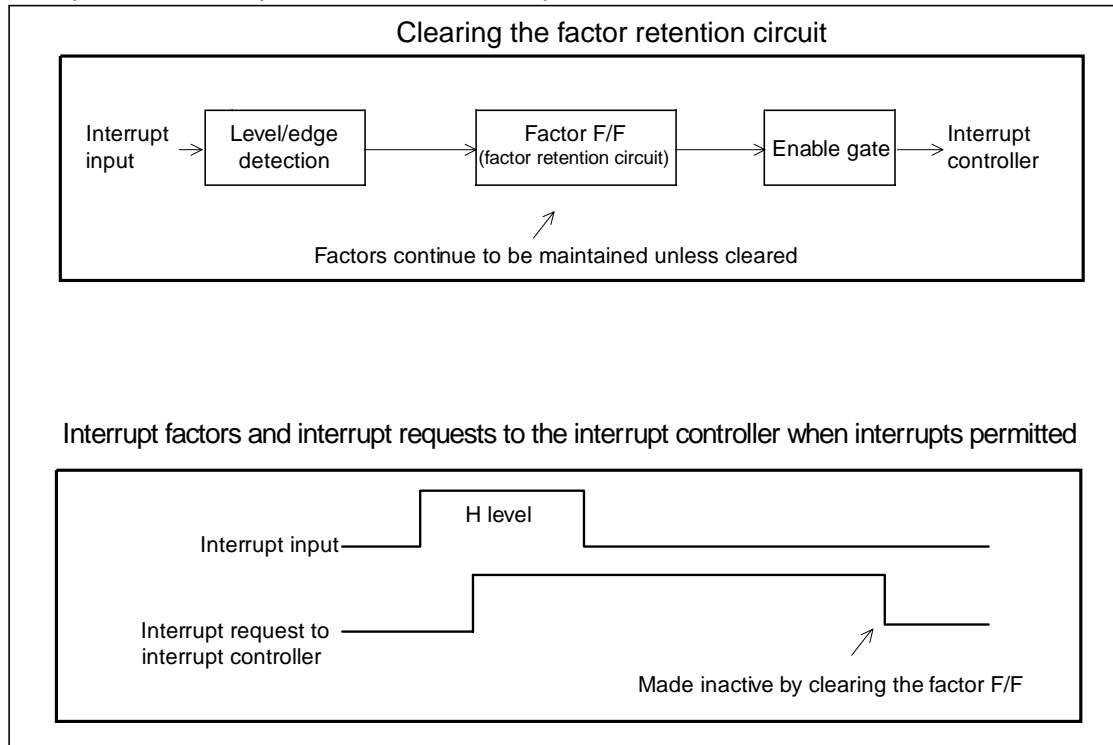 Clearing the factor retention circuit
Interrupt
input
Level/edge
detection
Factor F/F
(factor retention circuit)
Enable gate
Interrupt
controller
Factors continue to be maintained unless cleared
Interrupt factors and interrupt requests to the interrupt controller when interrupts permitted
H level
Interrupt input
Interrupt request to
interrupt controller
Made inactive by clearing the factor F/F